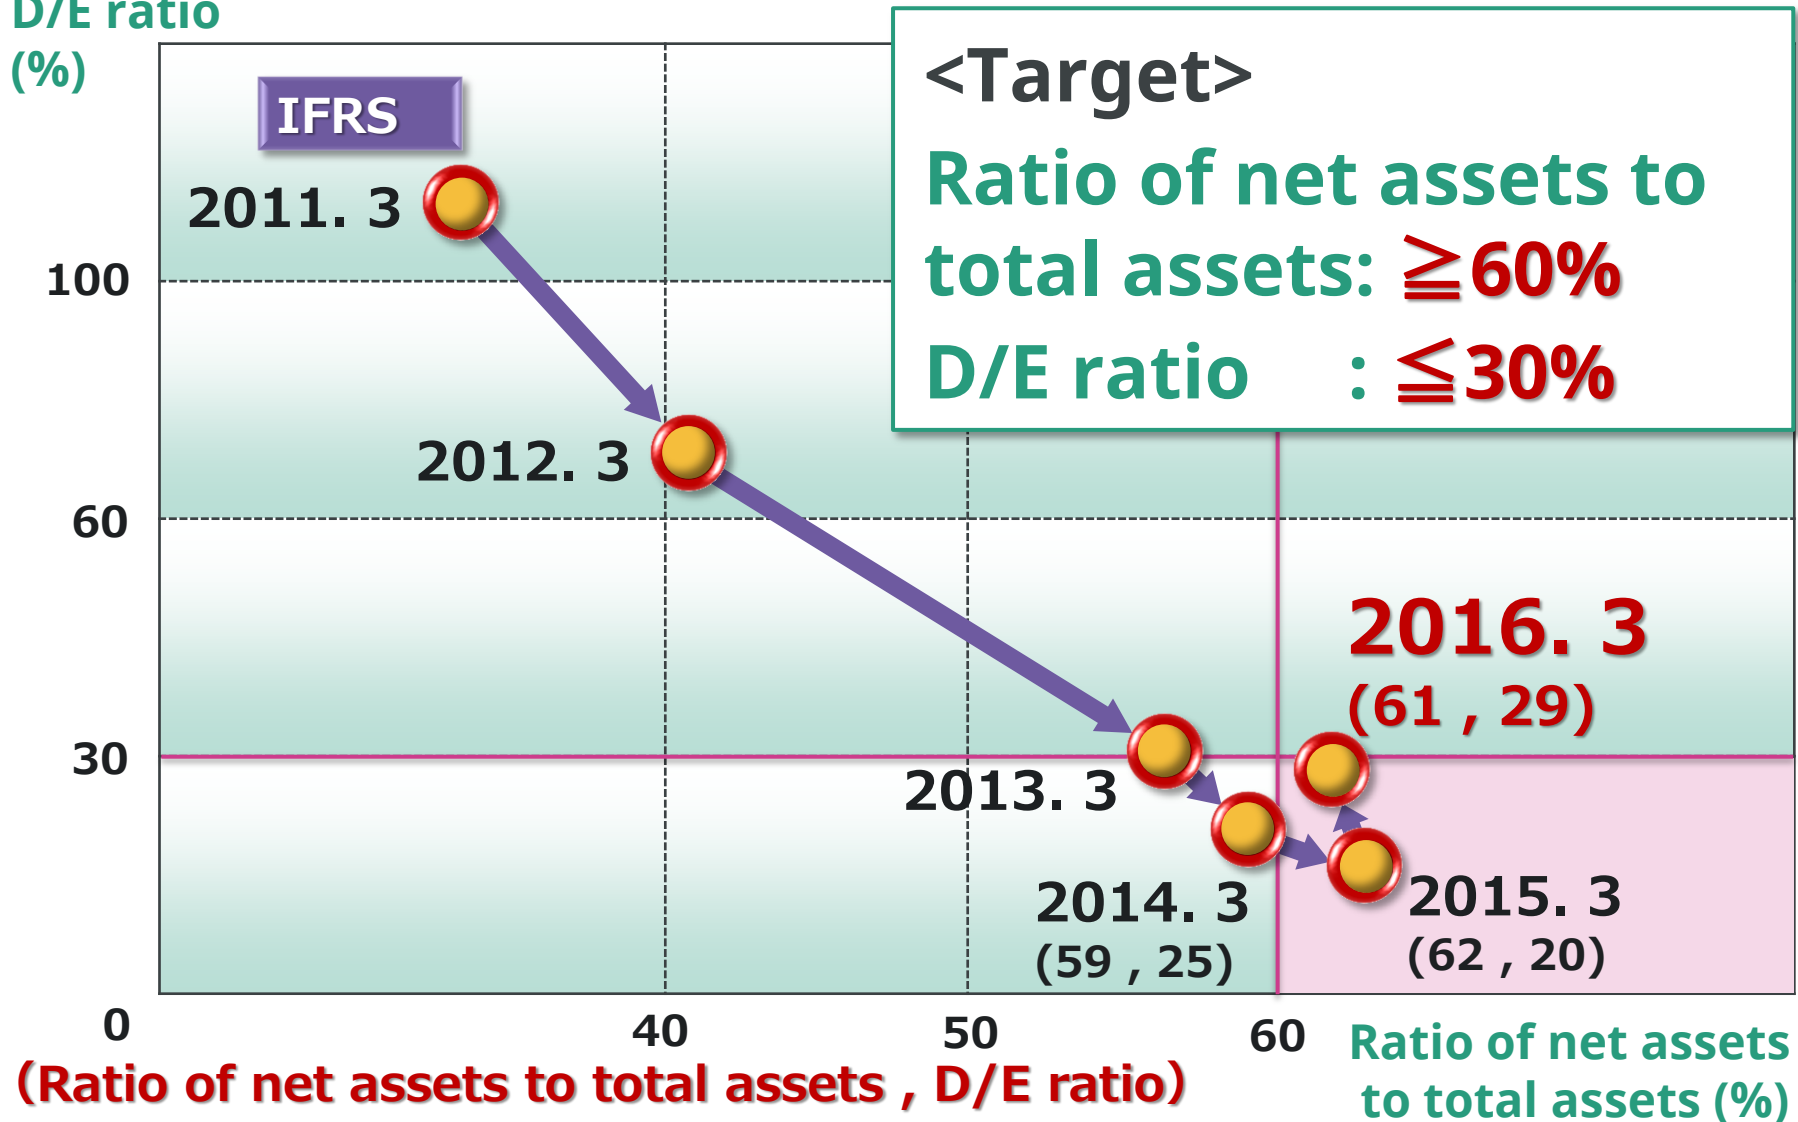 D/E ratio
(%)
<Target>
Ratio of net assets to
total assets: ≧60%
D/E ratio : ≦30%
IFRS
2011. 3
100
2012. 3
60
2016. 3
(61 , 29)
30
2013. 3
2014. 3
(59 , 25)
2015. 3
(62 , 20)
0
40
50
60
Ratio of net assets
to total assets (%)
(Ratio of net assets to total assets , D/E ratio)